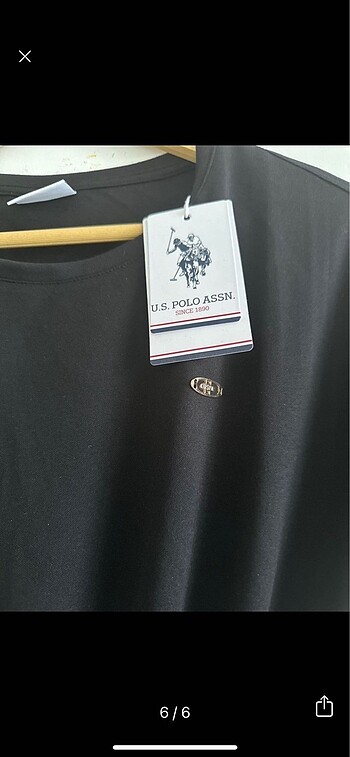 U.S. POLO ASSN.
SINCE 1890
6 / 6